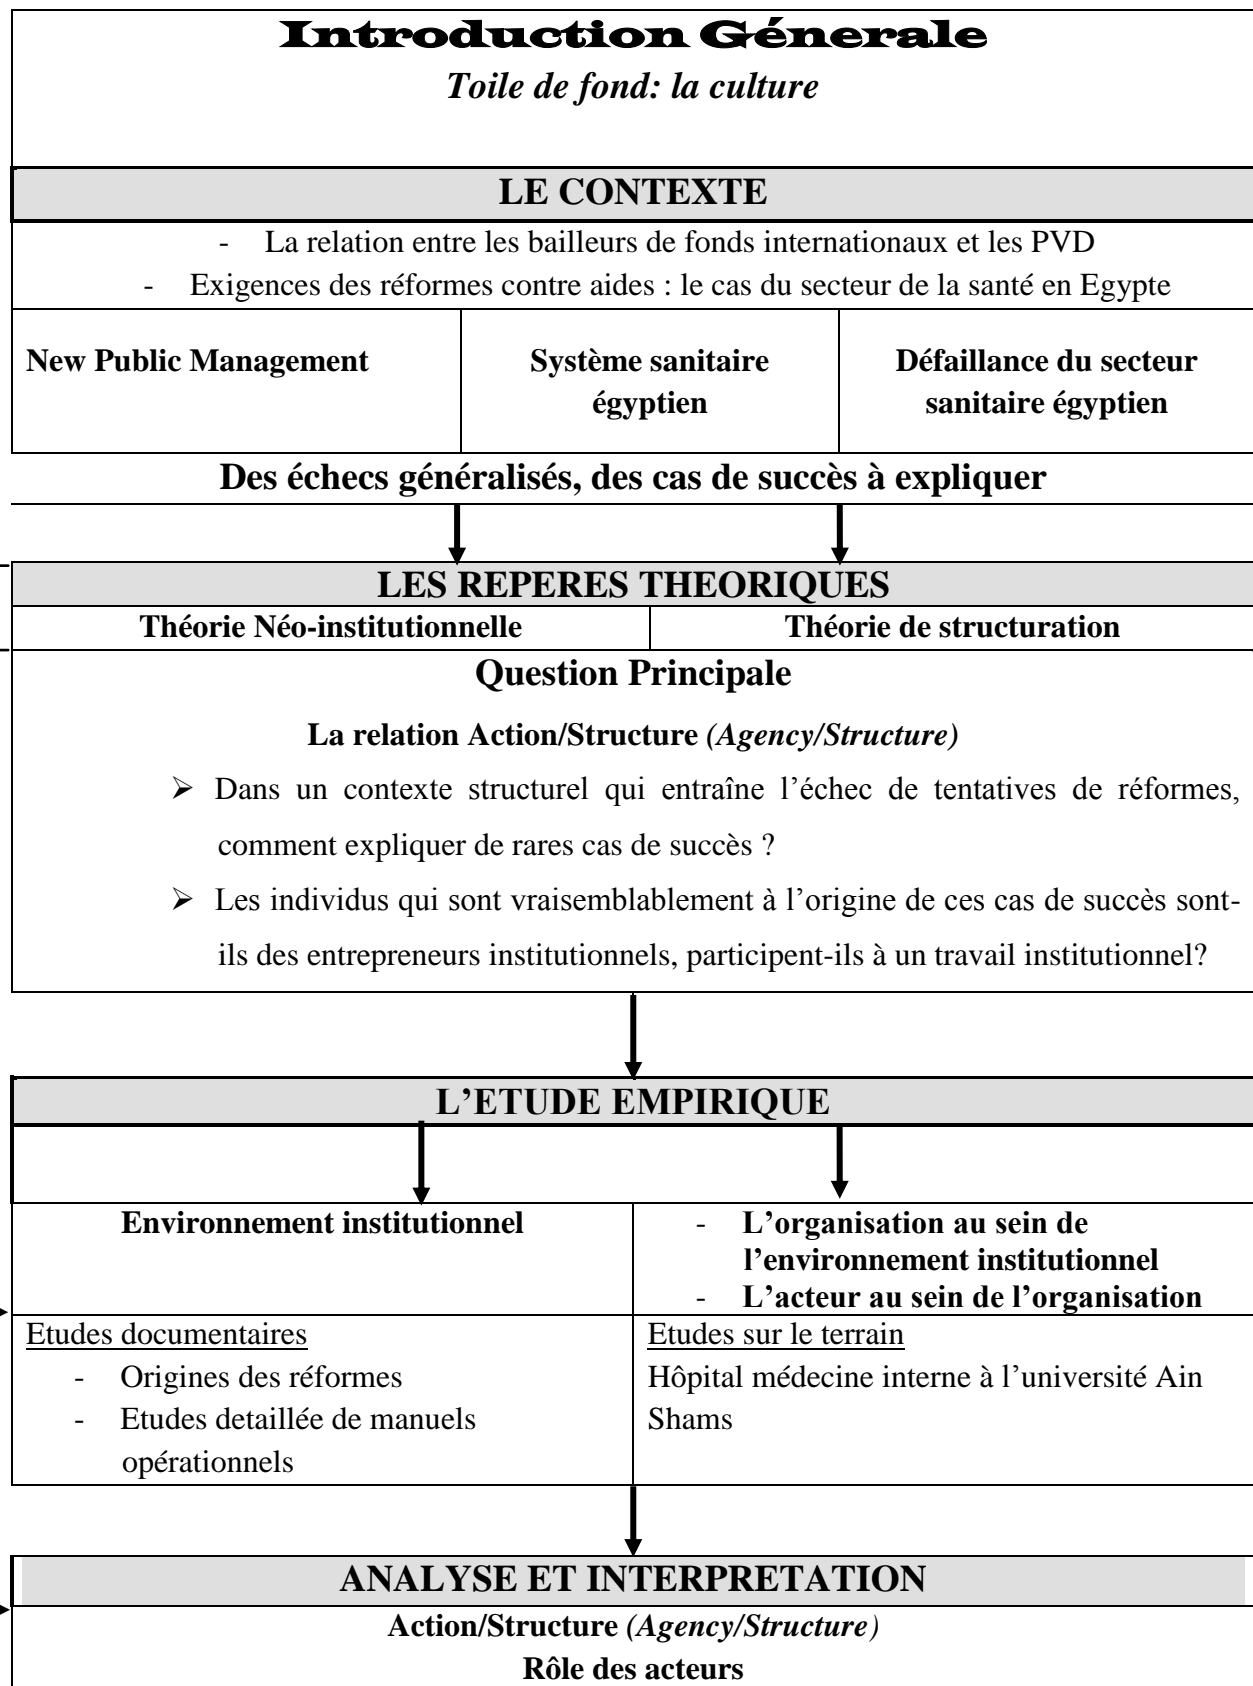 Introduction Génerale
Toile de fond: la culture
LE CONTEXTE
- La relation entre les bailleurs de fonds internationaux et les PVD
- Exigences des réformes contre aides : le cas du secteur de la santé en Egypte
New Public Management
Système sanitaire
égyptien
Défaillance du secteur
sanitaire égyptien
Des échecs généralisés, des cas de succès à expliquer
LES REPERES THEORIQUES
Théorie Néo-institutionnelle
Théorie de structuration
Question Principale
La relation Action/Structure (Agency/Structure)
➢ Dans un contexte structurel qui entraîne l’échec de tentatives de réformes,
comment expliquer de rares cas de succès ?
➢ Les individus qui sont vraisemblablement à l’origine de ces cas de succès sont-
ils des entrepreneurs institutionnels, participent-ils à un travail institutionnel?
L’ETUDE EMPIRIQUE
Environnement institutionnel
- L’organisation au sein de
l’environnement institutionnel
- L’acteur au sein de l’organisation
Etudes documentaires
- Origines des réformes
- Etudes detaillée de manuels
opérationnels
Etudes sur le terrain
Hôpital médecine interne à l’université Ain
Shams
ANALYSE ET INTERPRETATION
Action/Structure (Agency/Structure)
Rôle des acteurs